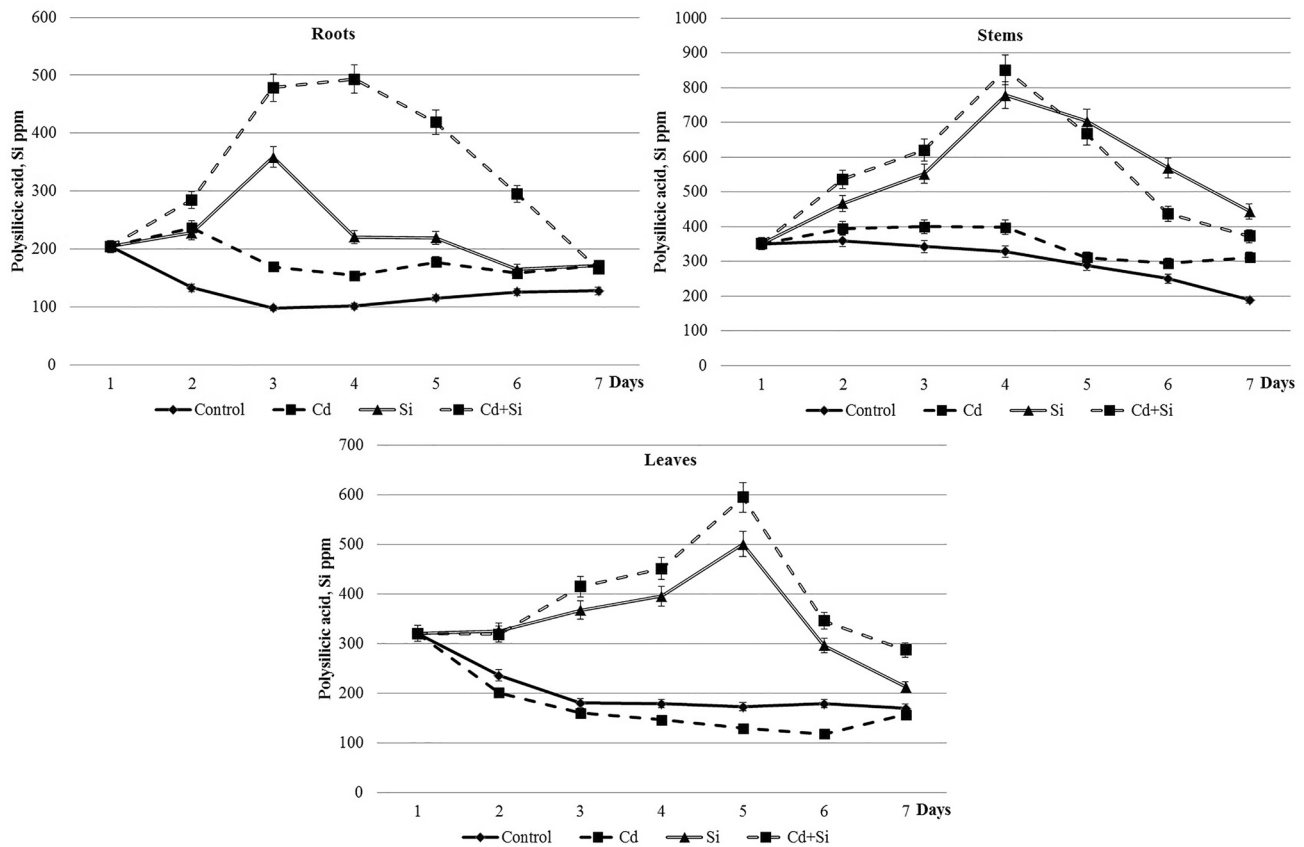 Roots
Polysilicic acid, Si ppm
600
500
400
300
200
100
0
1 2 3 4 5 6 7 Days
Control Cd Si Cd+Si
Stems
Polysilicic acid, Si ppm
1000
900
800
700
600
500
400
300
200
100
0
1 2 3 4 5 6 7 Days
Control Cd Si Cd+Si
Leaves
Polysilicic acid, Si ppm
700
600
500
400
300
200
100
0
1 2 3 4 5 6 7 Days
Control Cd Si Cd+Si